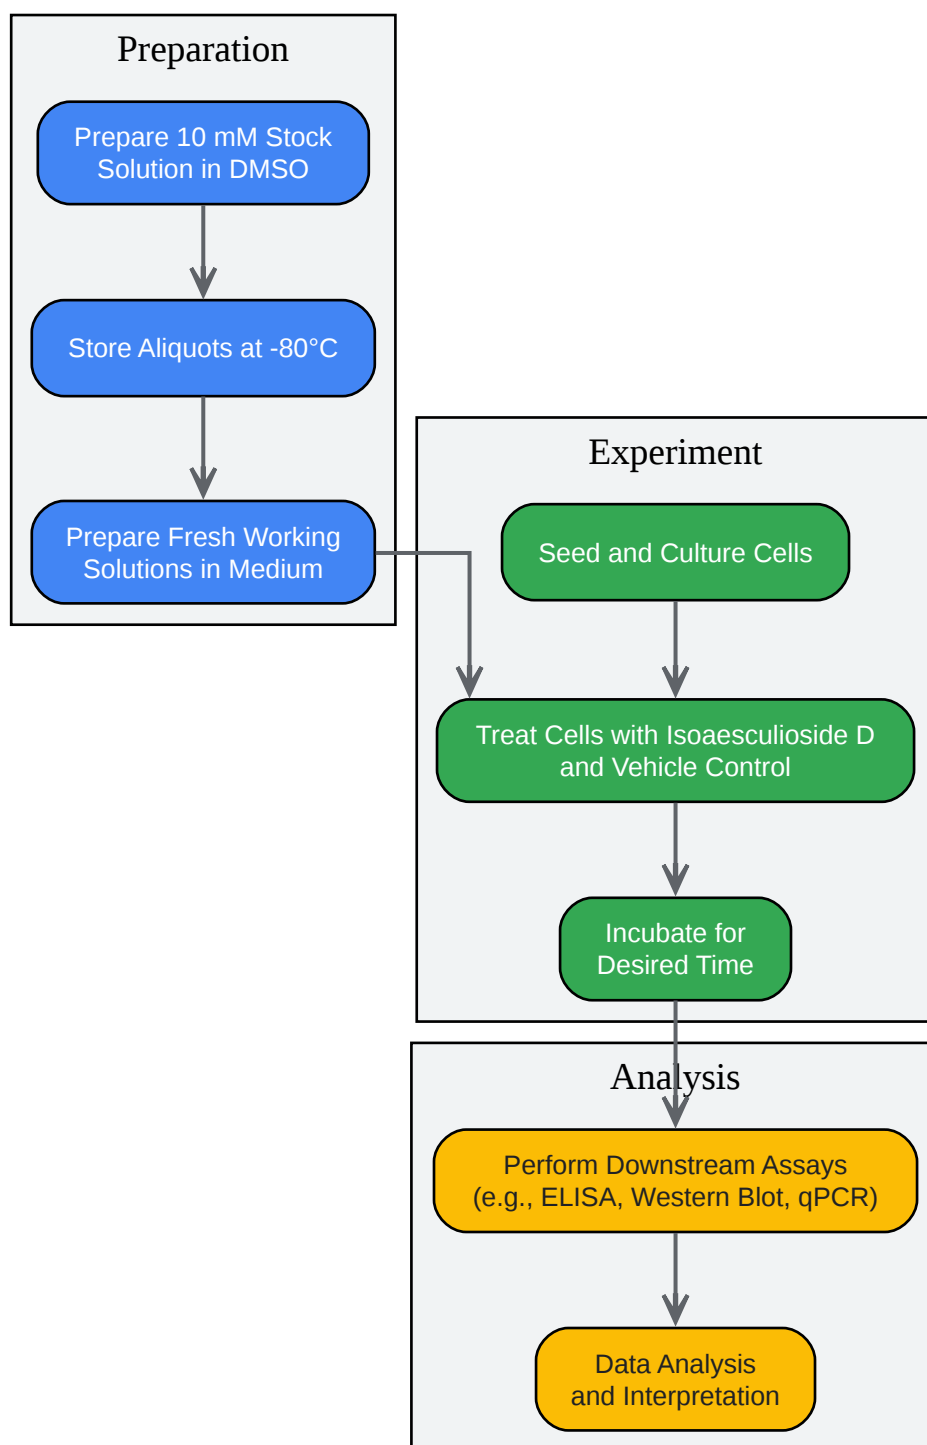 Preparation
Prepare 10 mM Stock
Solution in DMSO
Store Aliquots at -80°C
Prepare Fresh Working
Solutions in Medium
Experiment
Seed and Culture Cells
Treat Cells with Isoaesculioside D
and Vehicle Control
Incubate for
Desired Time
Analysis
Perform Downstream Assays
(e.g., ELISA, Western Blot, qPCR)
Data Analysis
and Interpretation